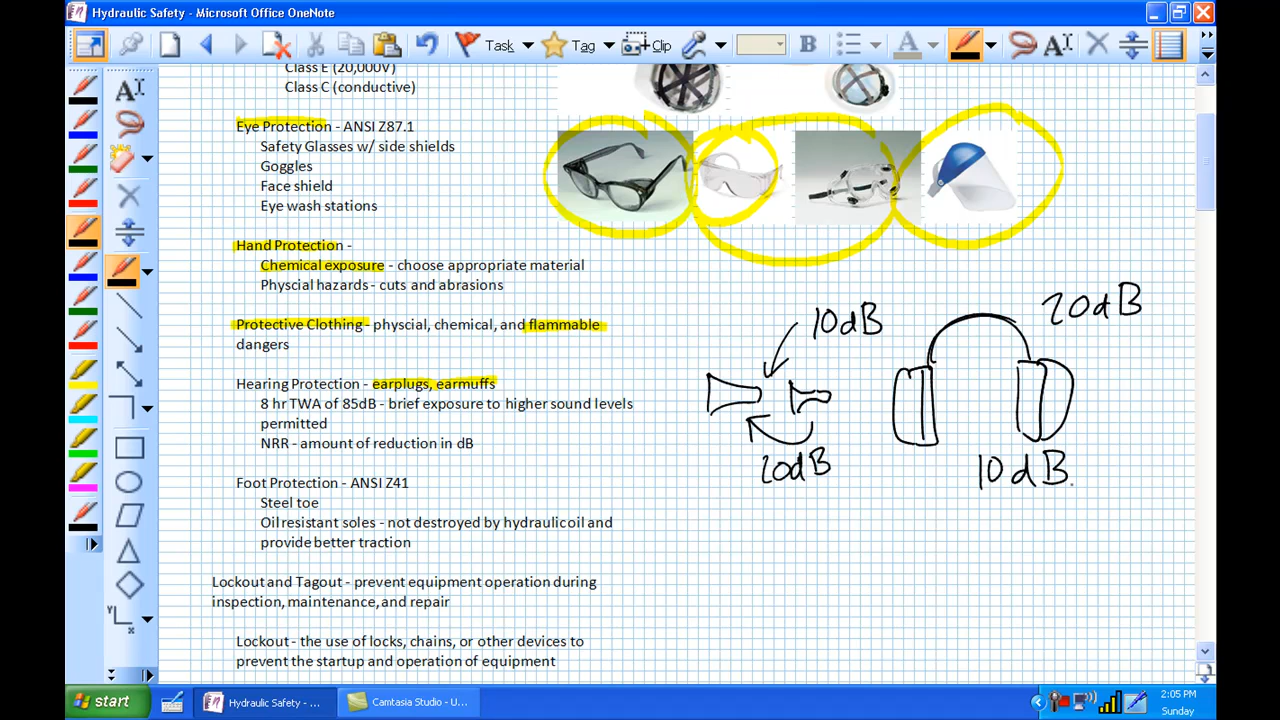 Hydraulic Safety - Microsoft Office OneNote
Task
Tag
Clip
B
A
A
Class E (20,000V)
Class C (conductive)
Eye Protection - ANSI Z87.1
Safety Glasses w/ side shields
Goggles
Face shield
Eye wash stations
Hand Protection -
Chemical exposure - choose appropriate material
Physcial hazards - cuts and abrasions
Protective Clothing - physcial, chemical, and flammable
dangers
Hearing Protection - earplugs, earmuffs
8 hr TWA of 85dB - brief exposure to higher sound levels
permitted
NRR - amount of reduction in dB
10dB
20dB
20dB
10dB.
Foot Protection - ANSI Z41
Steel toe
Oil resistant soles - not destroyed by hydraulic oil and
provide better traction
Lockout and Tagout - prevent equipment operation during
inspection, maintenance, and repair
Lockout - the use of locks, chains, or other devices to
prevent the startup and operation of equipment
start
Hydraulic Safety - ...
Camtasia Studio - U...
2:05 PM
Sunday